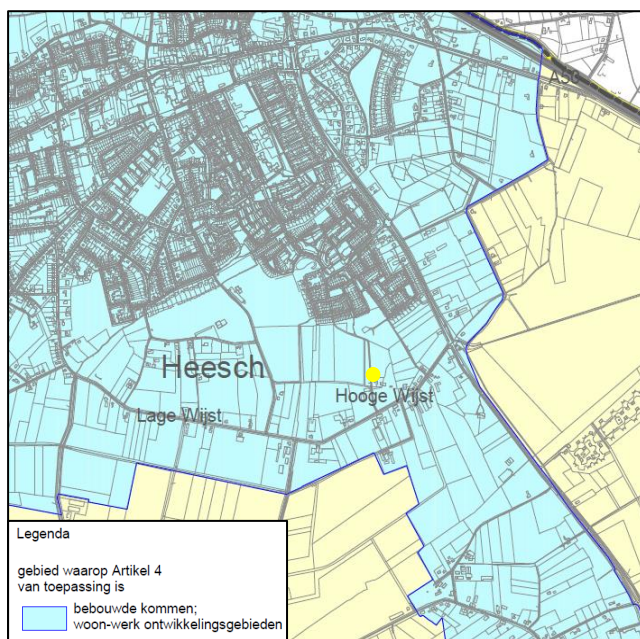 A50
Heesch
Hooge Wijst
Lage Wijst
Legenda
gebied waarop Artikel 4
van toepassing is
bebouwde kommen;
woon-werk ontwikkelingsgebieden